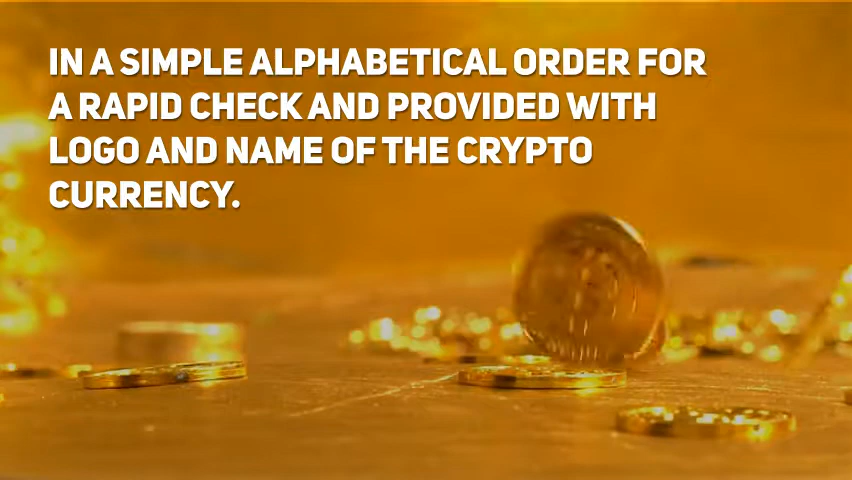 IN A SIMPLE ALPHABETICAL ORDER FOR
A RAPID CHECK AND PROVIDED WITH
LOGO AND NAME OF THE CRYPTO
CURRENCY.